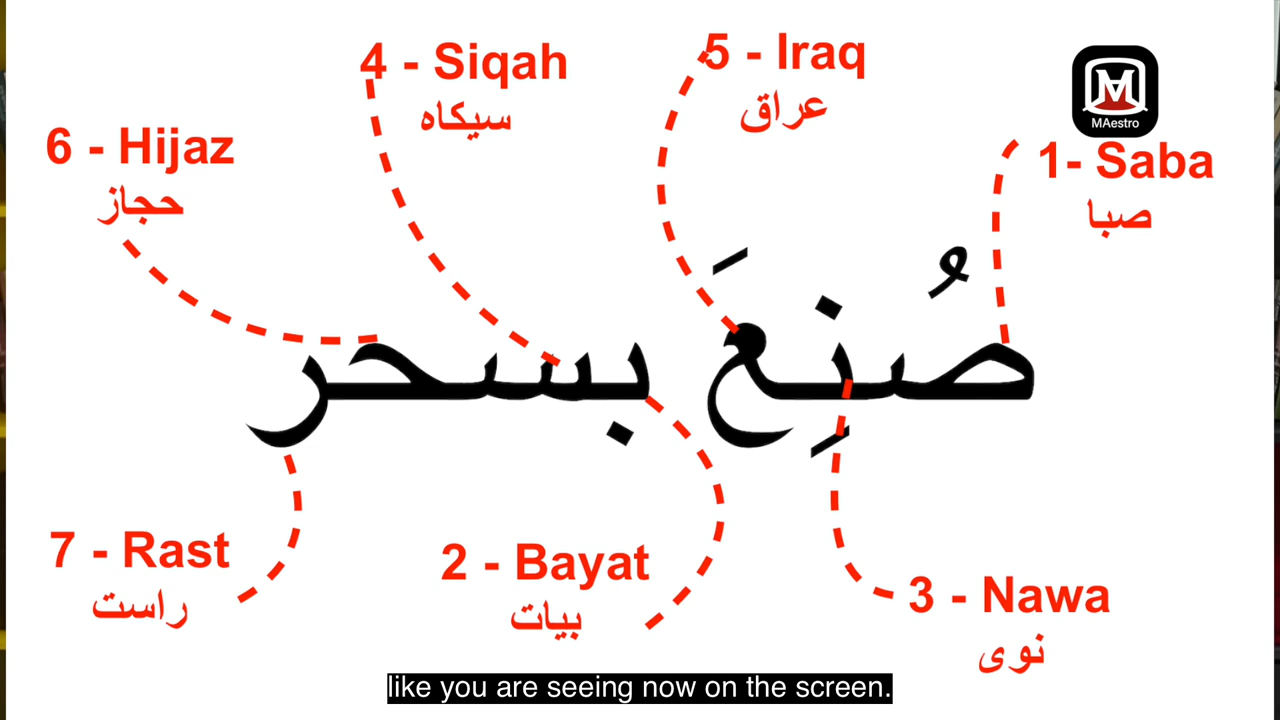 4 - Siqah
سيكاه
5 - Iraq
عراق
MAestro
6 - Hijaz
حجاز
1- Saba
صبا
صُنِعَ بسحر
7 - Rast
راست
2 - Bayat
بيات
3 - Nawa
نوى
like you are seeing now on the screen.